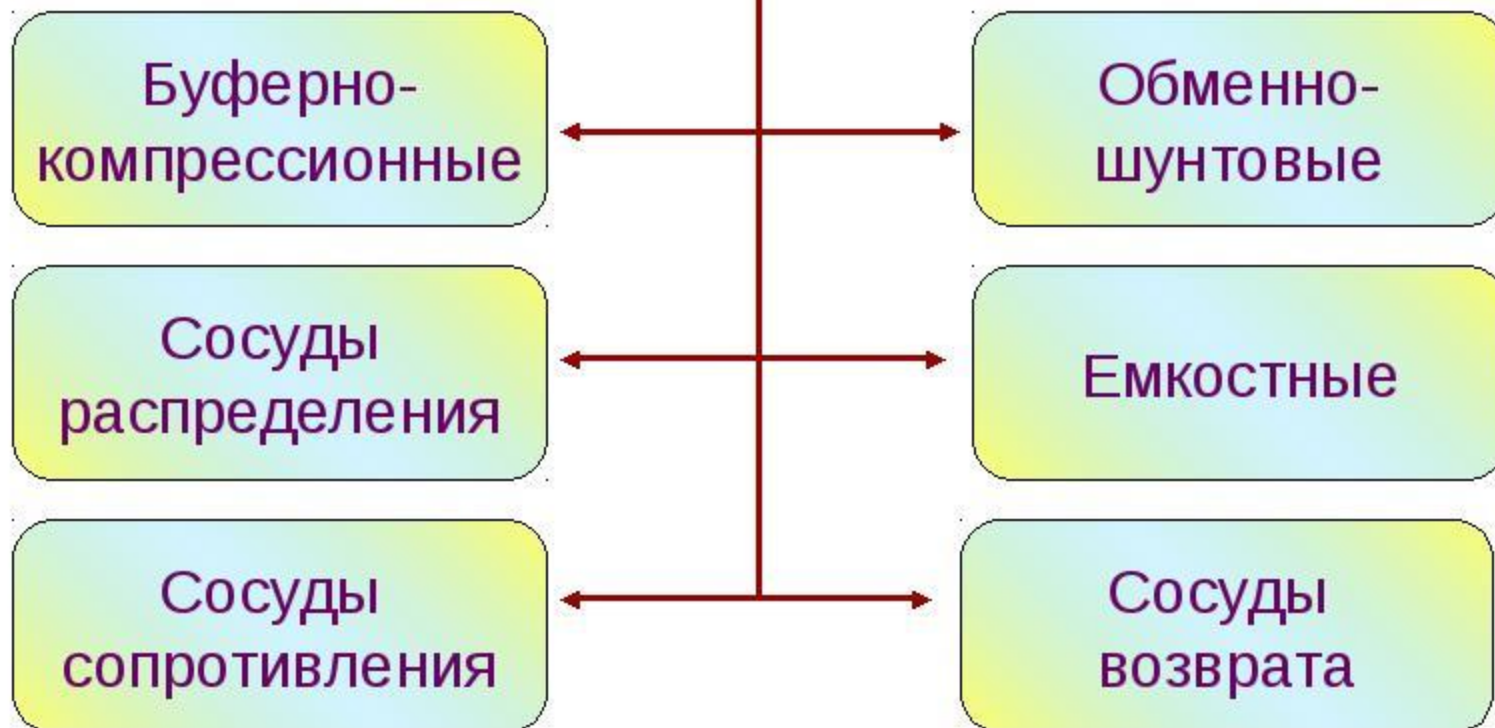 Буферно-
компрессионные
Обменно-
шунтовые
Сосуды
распределения
Емкостные
Сосуды
сопротивления
Сосуды
возврата